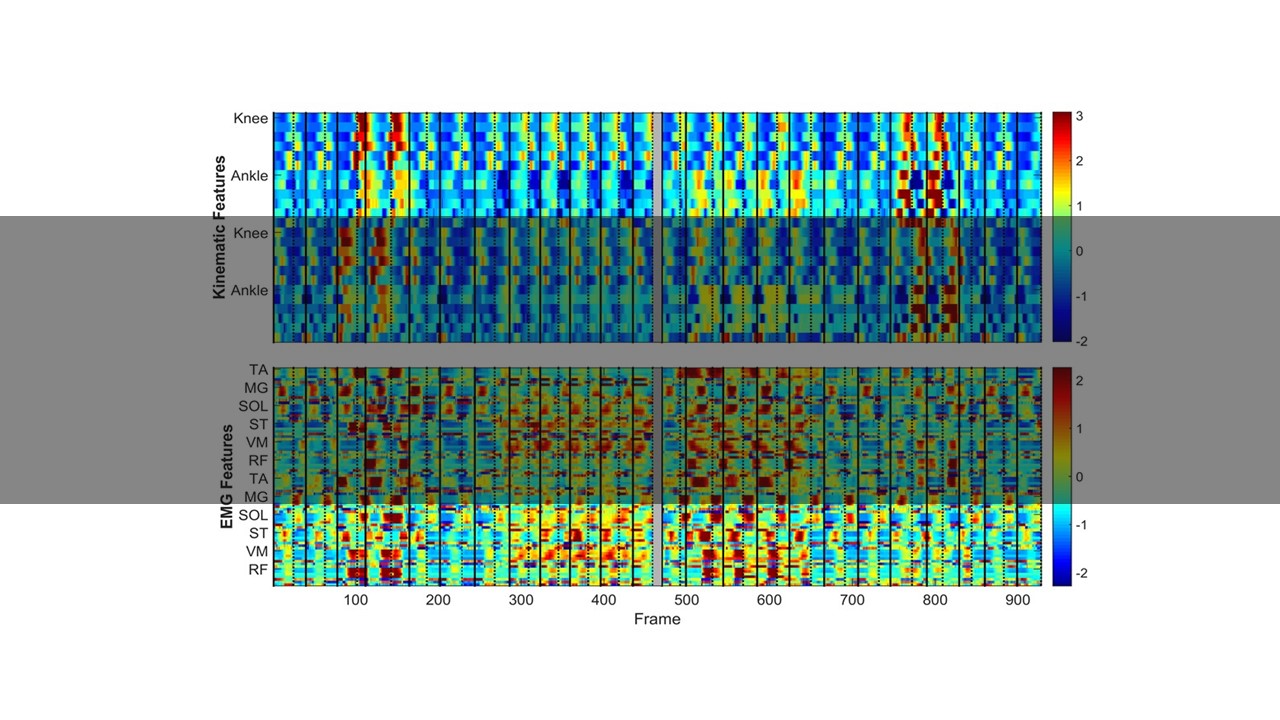 Kinematic Features
Knee
Ankle
Knee
Ankle
3
2
1
0
-1
-2
EMG Features
TA
MG
SOL
ST
VM
RF
TA
MG
SOL
ST
VM
RF
2
1
0
-1
-2
100 200 300 400 500 600 700 800 900
Frame